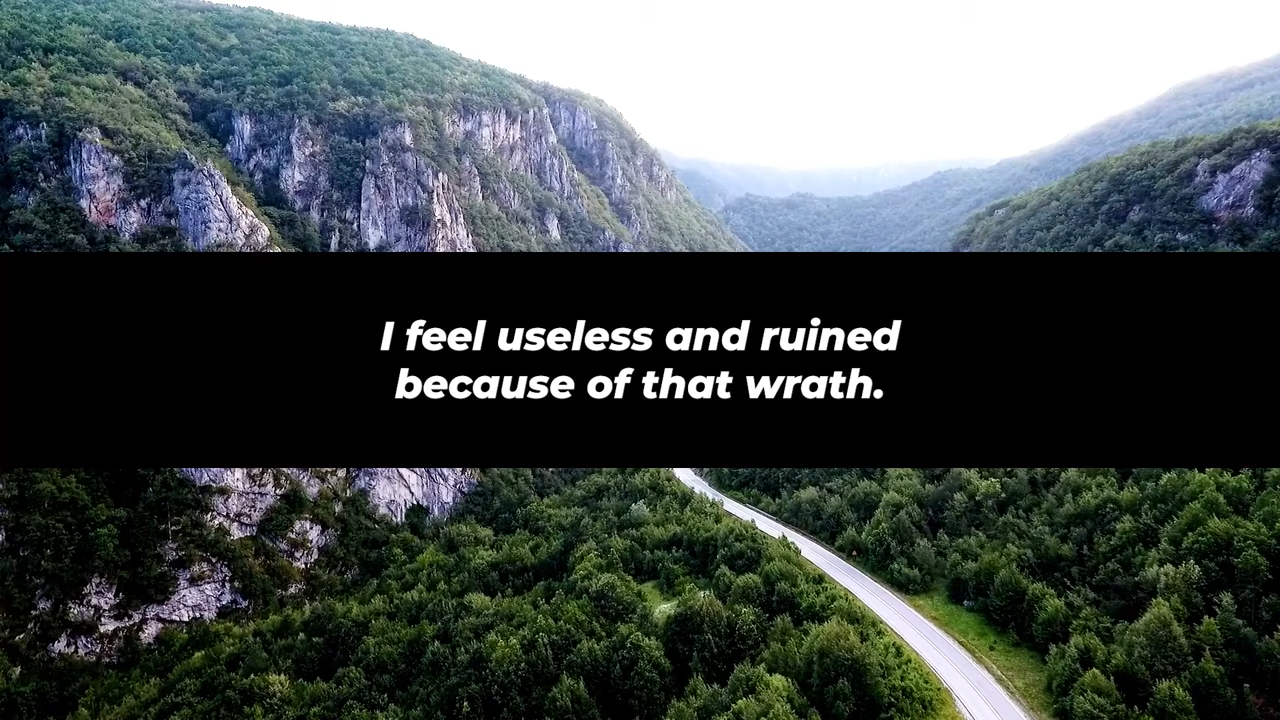 I feel useless and ruined
because of that wrath.